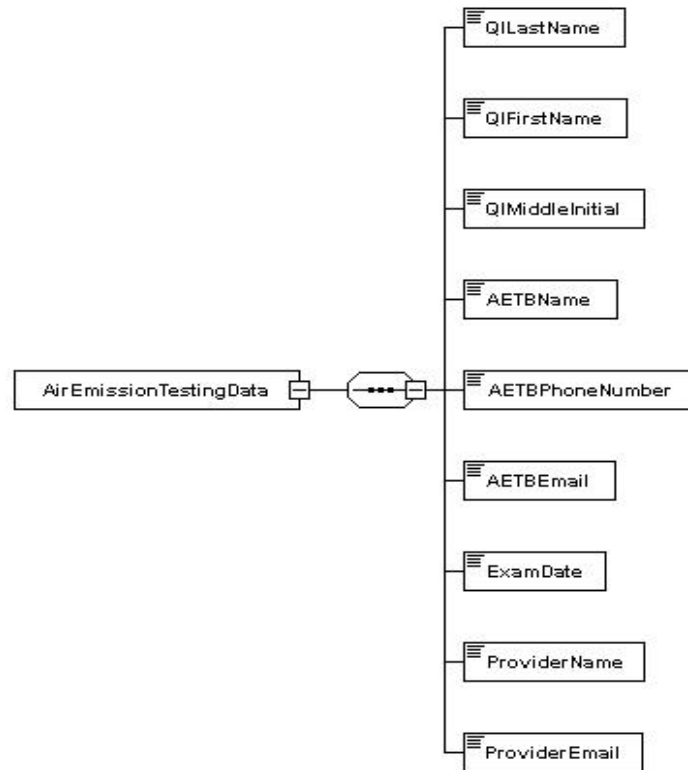 QILastName
QIFirstName
QIMiddleInitial
AETBName
AirEmissionTestingData
AETBPhoneNumber
AETBEmail
ExamDate
ProviderName
ProviderEmail